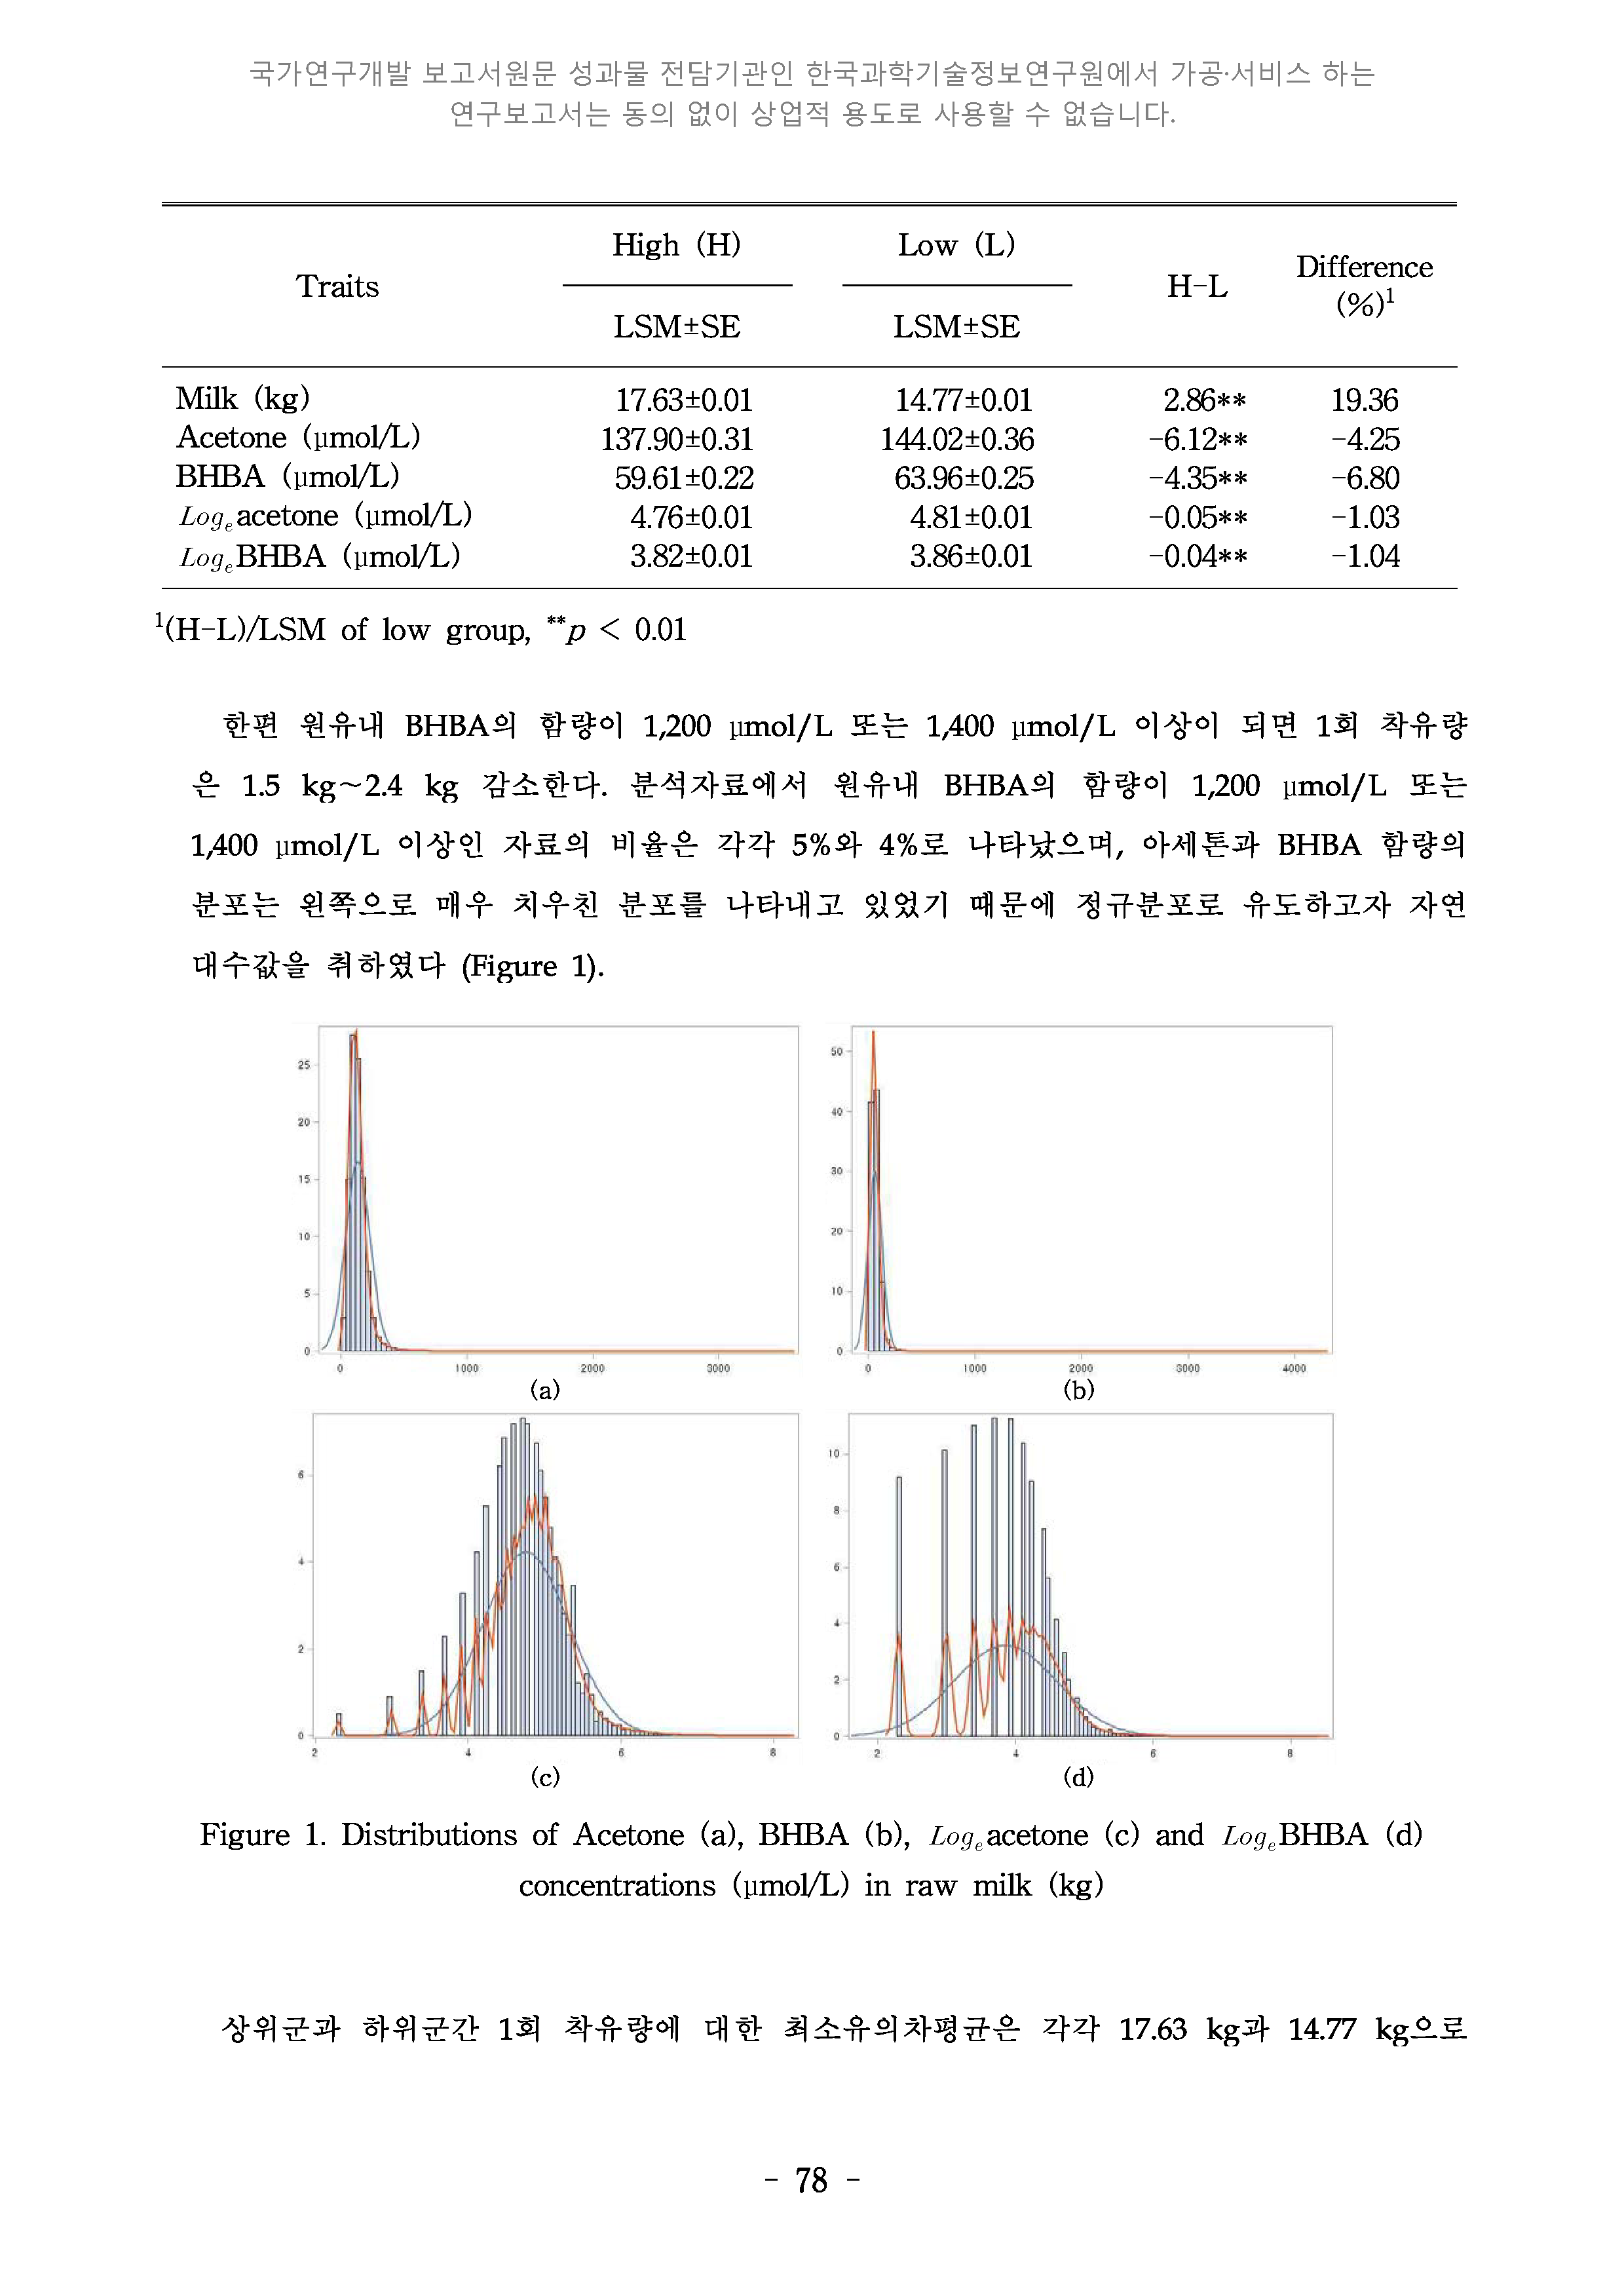 국가연구개발 보고서원문 성과물 전담기관인 한국과학기술정보연구원에서 가공·서비스 하는
연구보고서는 동의 없이 상업적 용도로 사용할 수 없습니다.
Traits High (H) Low (L) H-L Difference (%)¹
LSM±SE LSM±SE
Milk (kg) 17.63±0.01 14.77±0.01 2.86** 19.36
Acetone (μmol/L) 137.90±0.31 144.02±0.36 -6.12** -4.25
BHBA (μmol/L) 59.61±0.22 63.96±0.25 -4.35** -6.80
Logₑacetone (μmol/L) 4.76±0.01 4.81±0.01 -0.05** -1.03
LogₑBHBA (μmol/L) 3.82±0.01 3.86±0.01 -0.04** -1.04
¹(H-L)/LSM of low group, **p < 0.01
한편 원유내 BHBA의 함량이 1,200 μmol/L 또는 1,400 μmol/L 이상이 되면 1회 착유량
은 1.5 kg~2.4 kg 감소한다. 분석자료에서 원유내 BHBA의 함량이 1,200 μmol/L 또는
1,400 μmol/L 이상인 자료의 비율은 각각 5%와 4%로 나타났으며, 아세톤과 BHBA 함량의
분포는 왼쪽으로 매우 치우친 분포를 나타내고 있었기 때문에 정규분포로 유도하고자 자연
대수값을 취하였다 (Figure 1).
25
20
15
10
5
0
0 1000 2000 3000
(a)
50
40
30
20
10
0
0 1000 2000 3000 4000
(b)
6
4
2
0
2 4 6 8
(c)
10
8
6
4
2
0
2 4 6 8
(d)
Figure 1. Distributions of Acetone (a), BHBA (b), Logₑacetone (c) and LogₑBHBA (d)
concentrations (μmol/L) in raw milk (kg)
상위군과 하위군간 1회 착유량에 대한 최소유의차평균은 각각 17.63 kg과 14.77 kg으로
- 78 -